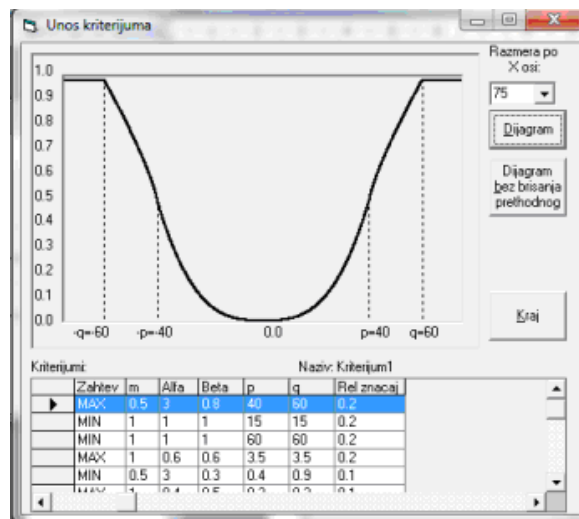 Unos kriterijuma
Razmera po
X osi:
75
Dijagram
Dijagram
bez brisanja
prethodnog
Kraj
1.0
0.9
0.8
0.7
0.6
0.5
0.4
0.3
0.2
0.1
0.0
-q=-60 -p=-40 0.0 p=40 q=60
Kriterijumi: Naziv: Kriterijum1
Zahtev m Alfa Beta p q Rel znacaj
MAX 0.5 3 0.8 40 60 0.2
MIN 1 1 1 15 15 0.2
MIN 1 1 1 60 60 0.2
MAX 1 0.6 0.6 3.5 3.5 0.2
MIN 0.5 3 0.3 0.4 0.9 0.1